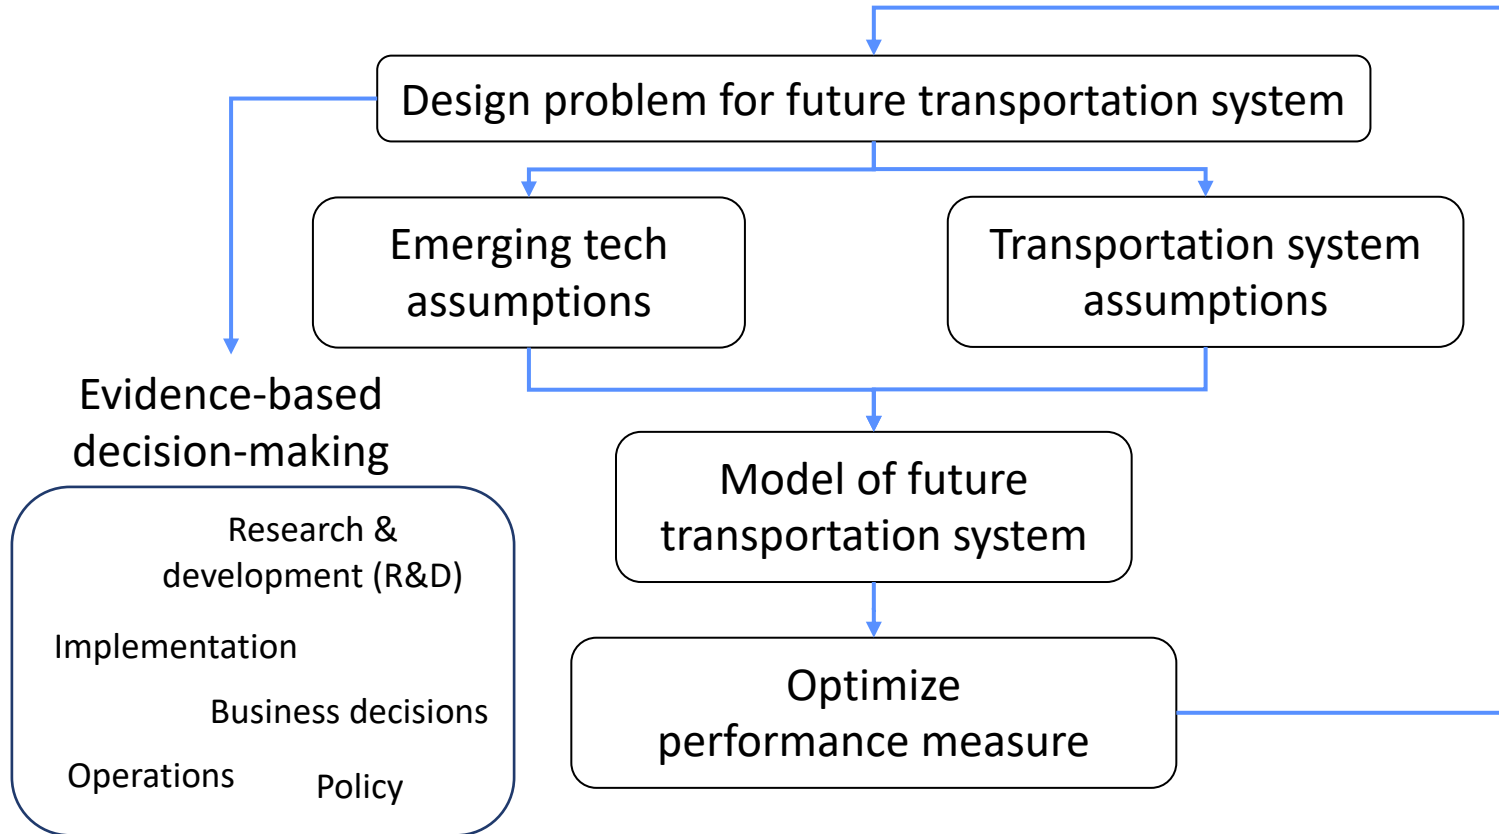 Design problem for future transportation system
Emerging tech
assumptions
Transportation system
assumptions
Evidence-based
decision-making
Model of future
transportation system
Research &
development (R&D)
Implementation
Business decisions
Operations
Policy
Optimize
performance measure